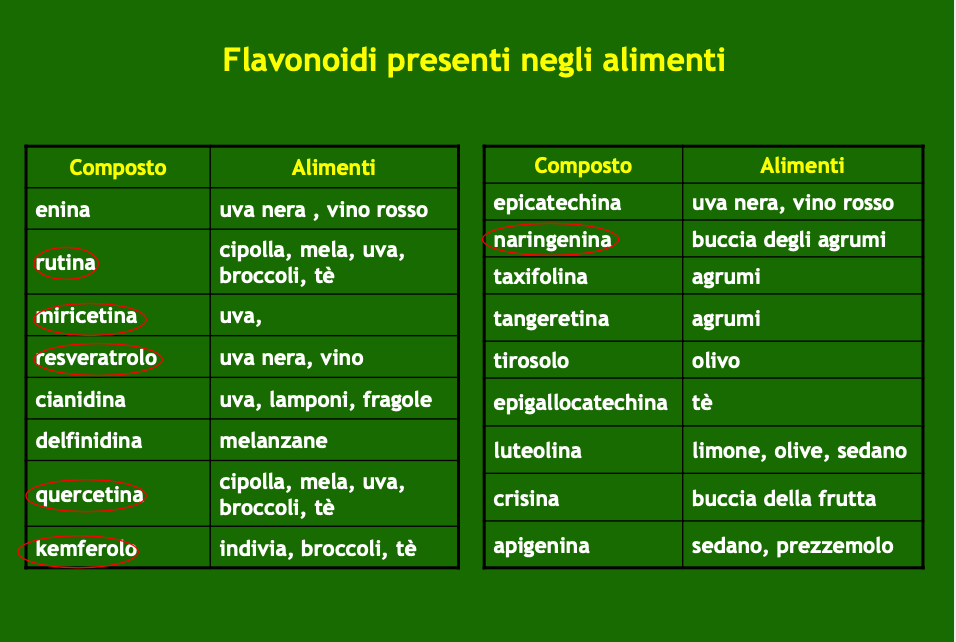 Flavonoidi presenti negli alimenti
Composto Alimenti
enina uva nera , vino rosso
rutina cipolla, mela, uva,
broccoli, tè
miricetina uva,
resveratrolo uva nera, vino
cianidina uva, lamponi, fragole
delfinidina melanzane
quercetina cipolla, mela, uva,
broccoli, tè
kemferolo indivia, broccoli, tè
Composto Alimenti
epicatechina uva nera, vino rosso
naringenina buccia degli agrumi
taxifolina agrumi
tangeretina agrumi
tirosolo olivo
epigallocatechina tè
luteolina limone, olive, sedano
crisina buccia della frutta
apigenina sedano, prezzemolo